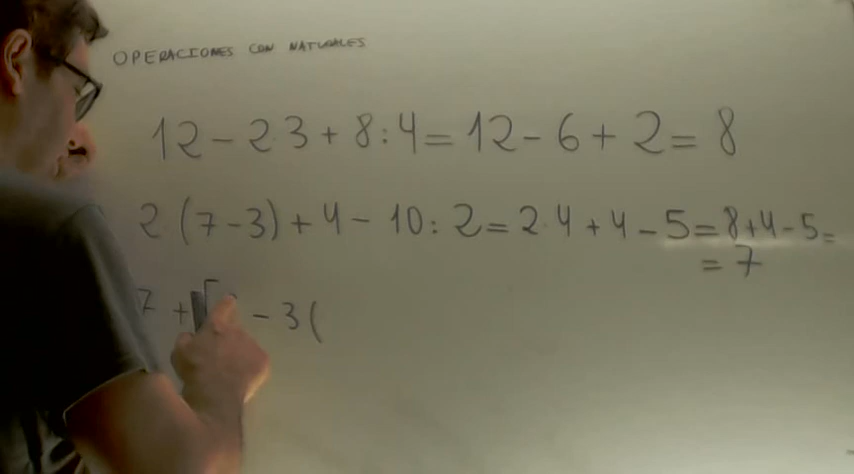 OPERACIONES CON NATURALES
12 - 2·3 + 8 : 4 = 12 - 6 + 2 = 8
2 (7 - 3) + 4 - 10 : 2 = 2·4 + 4 - 5 = 8 + 4 - 5 =
= 7
7 + - 3 (